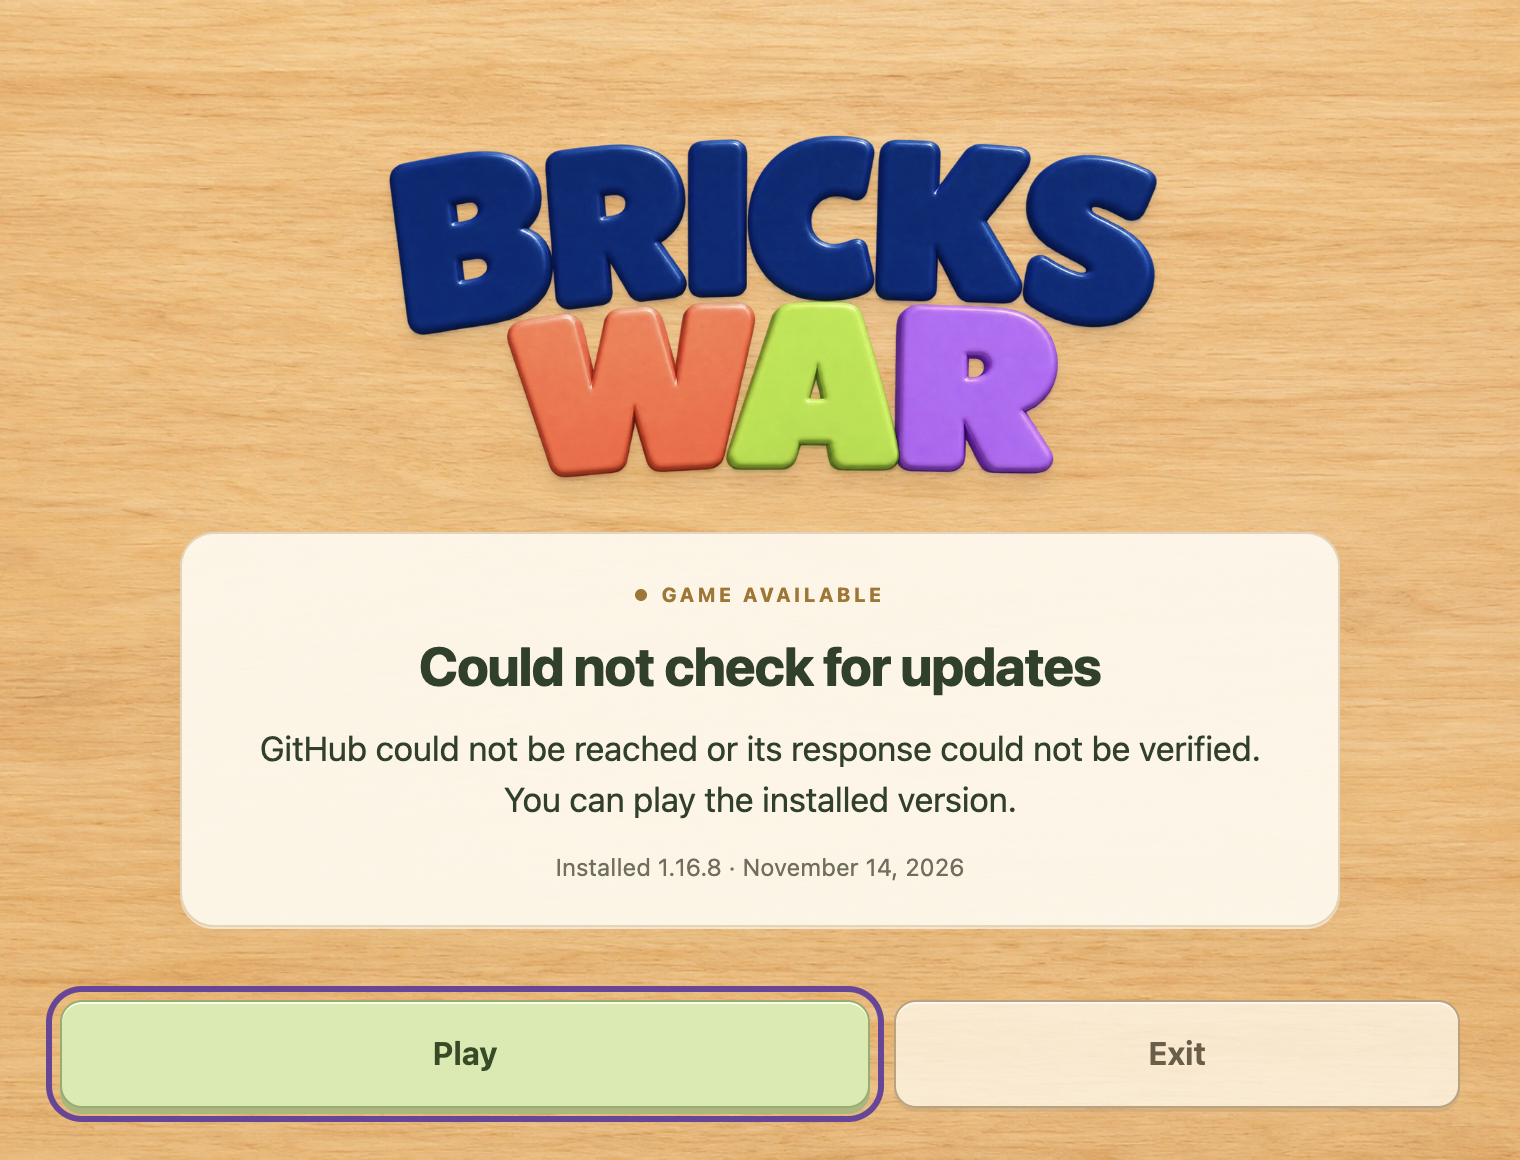 BRICKS
WAR
GAME AVAILABLE
Could not check for updates
GitHub could not be reached or its response could not be verified.
You can play the installed version.
Installed 1.16.8 · November 14, 2026
Play
Exit